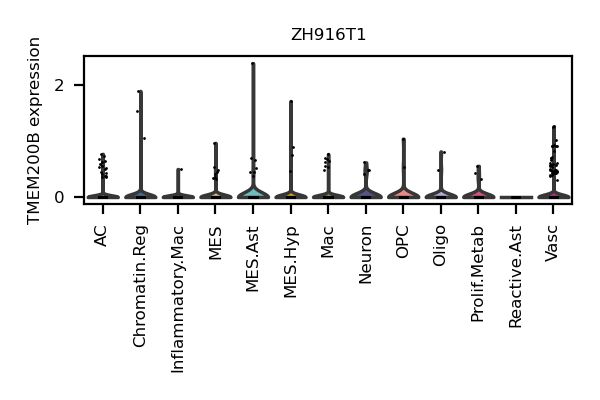 ZH916T1
TMEM200B expression
2
0
AC
Chromatin.Reg
Inflammatory.Mac
MES
MES.Ast
MES.Hyp
Mac
Neuron
OPC
Oligo
Prolif.Metab
Reactive.Ast
Vasc